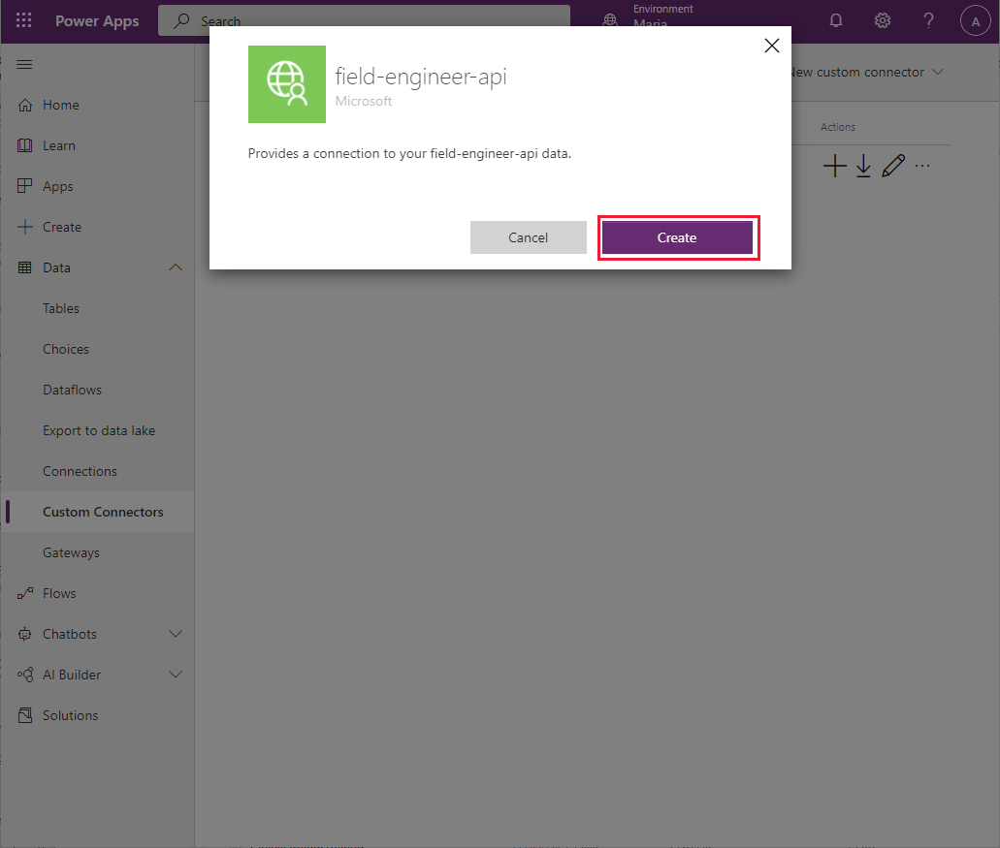 Power Apps
Search
Environment
Maria
A
field-engineer-api
Microsoft
Provides a connection to your field-engineer-api data.
Cancel
Create
New custom connector
Actions
Home
Learn
Apps
Create
Data
Tables
Choices
Dataflows
Export to data lake
Connections
Custom Connectors
Gateways
Flows
Chatbots
AI Builder
Solutions